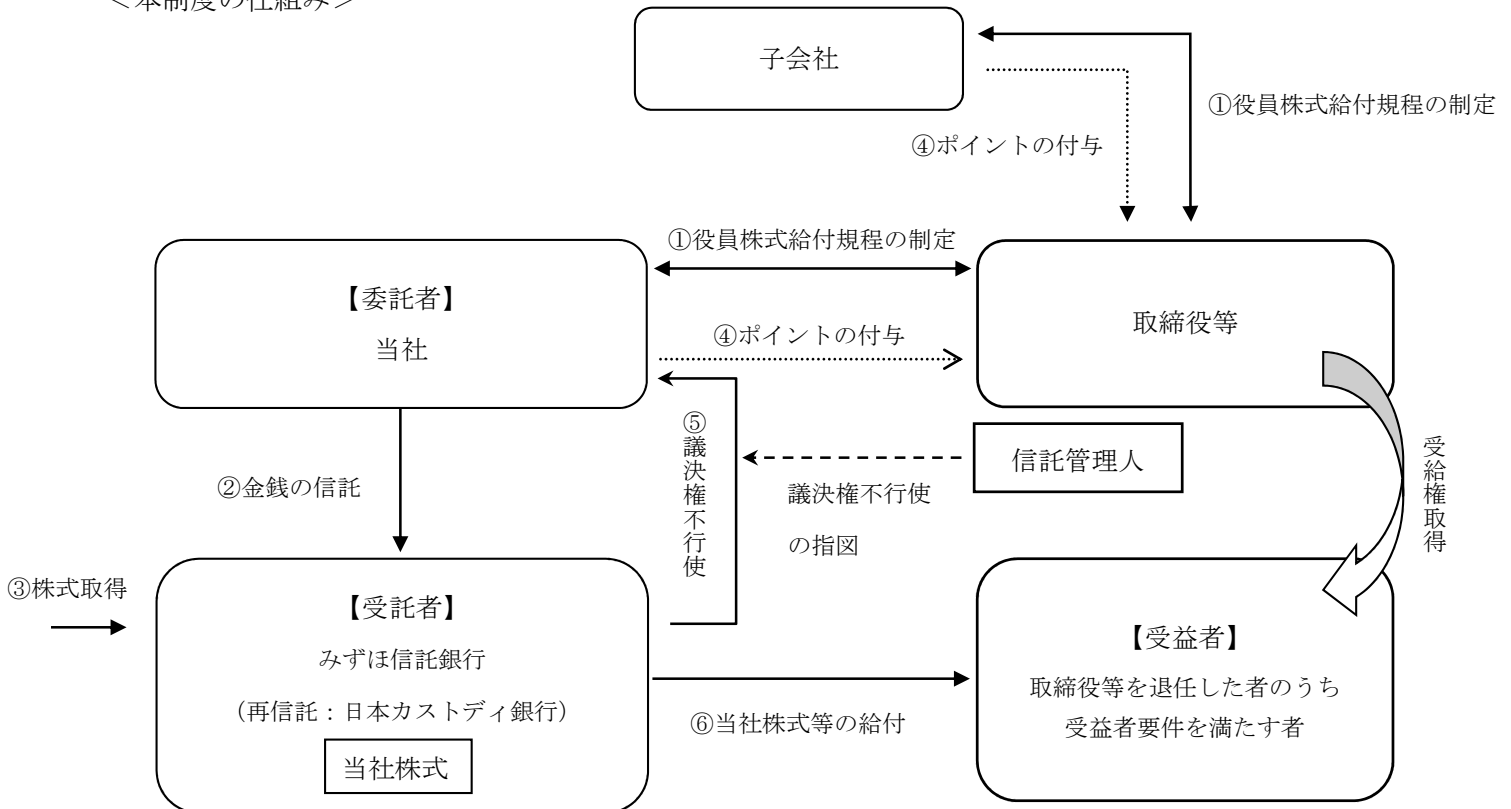 ＜本制度の仕組み＞
子会社
①役員株式給付規程の制定
④ポイントの付与
①役員株式給付規程の制定
【委託者】
当社
④ポイントの付与
取締役等
⑤議決権不行使
信託管理人
議決権不行使
の指図
受給権取得
②金銭の信託
③株式取得
【受託者】
みずほ信託銀行
（再信託：日本カストディ銀行）
当社株式
⑥当社株式等の給付
【受益者】
取締役等を退任した者のうち
受益者要件を満たす者